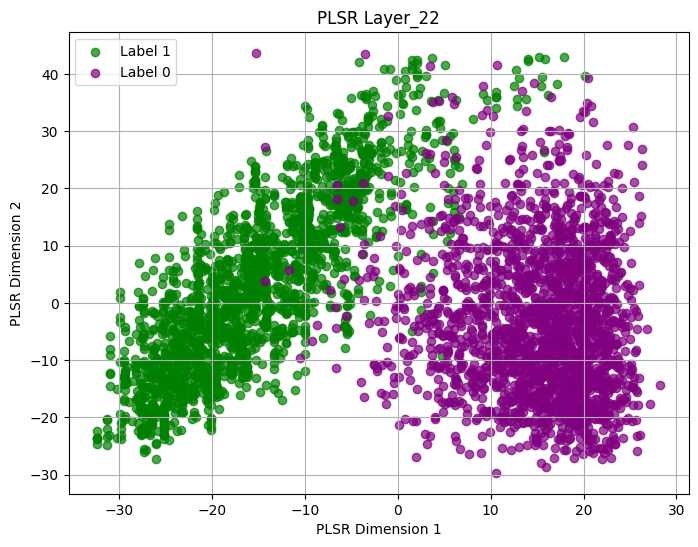 PLSR Layer_22
Label 1
Label 0
40
30
20
10
0
−10
−20
−30
PLSR Dimension 2
−30 −20 −10 0 10 20 30
PLSR Dimension 1